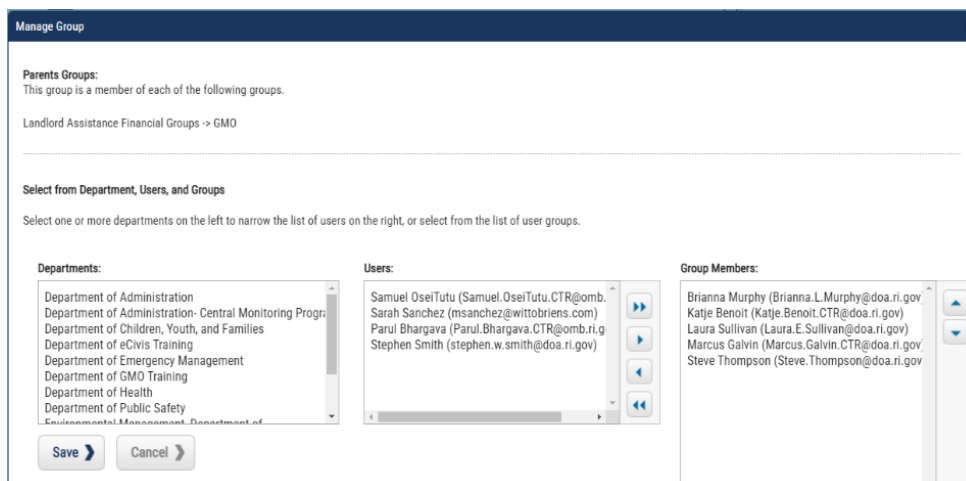 Manage Group
Parents Groups:
This group is a member of each of the following groups.
Landlord Assistance Financial Groups -> GMO
Select from Department, Users, and Groups
Select one or more departments on the left to narrow the list of users on the right, or select from the list of user groups.
Departments:
Department of Administration
Department of Administration- Central Monitoring Progra
Department of Children, Youth, and Families
Department of eCivis Training
Department of Emergency Management
Department of GMO Training
Department of Health
Department of Public Safety
Environmental Management, Department of
Users:
Samuel OseiTutu (Samuel.OseiTutu.CTR@omb.
Sarah Sanchez (msanchez@wittobriens.com)
Parul Bhargava (Parul.Bhargava.CTR@omb.ri.g
Stephen Smith (stephen.w.smith@doa.ri.gov)
Group Members:
Brianna Murphy (Brianna.L.Murphy@doa.ri.gov
Katje Benoit (Katje.Benoit.CTR@doa.ri.gov)
Laura Sullivan (Laura.E.Sullivan@doa.ri.gov)
Marcus Galvin (Marcus.Galvin.CTR@doa.ri.gov
Steve Thompson (Steve.Thompson@doa.ri.gov
Save
Cancel